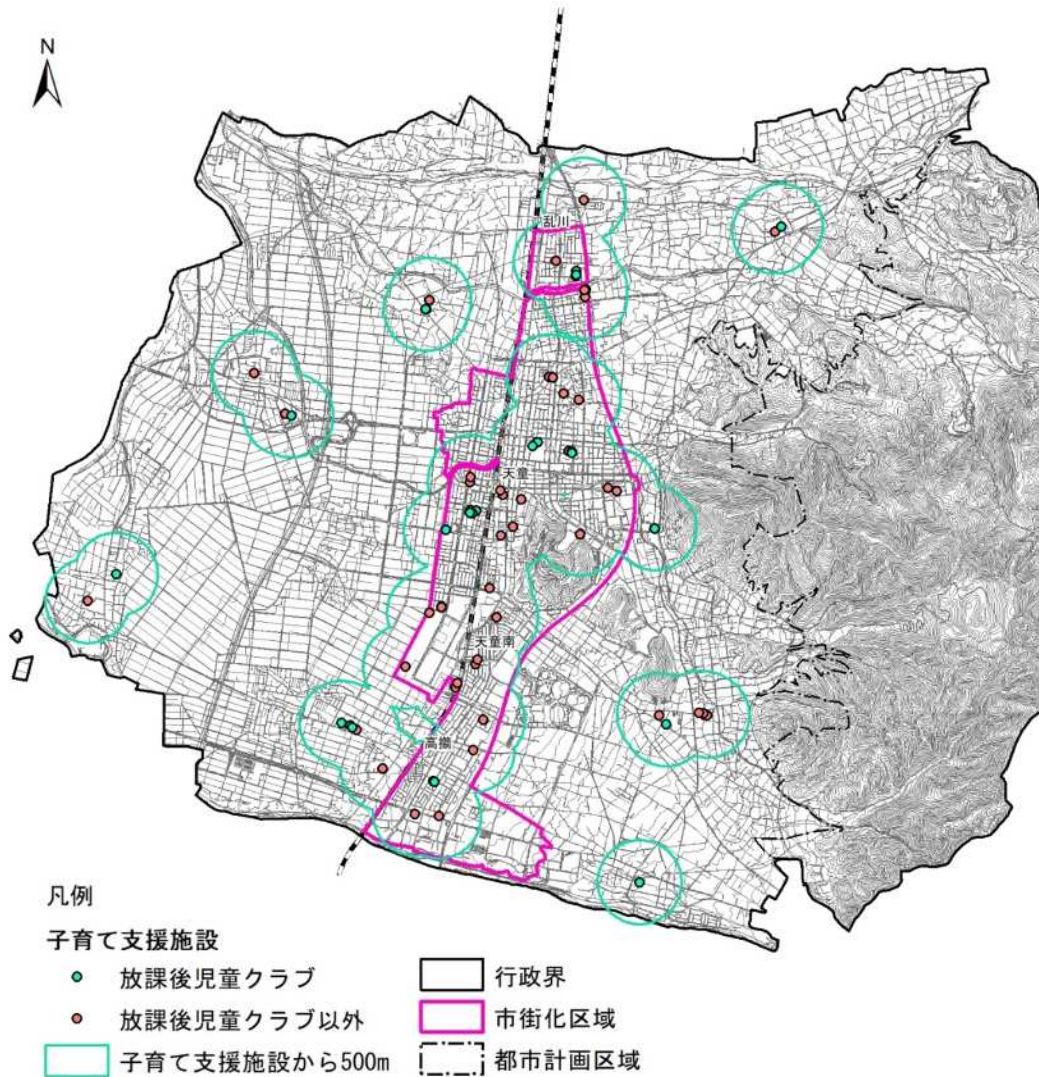 N
乱川
天童
天童南
高擶
凡例
子育て支援施設
放課後児童クラブ
放課後児童クラブ以外
子育て支援施設から500m
行政界
市街化区域
都市計画区域